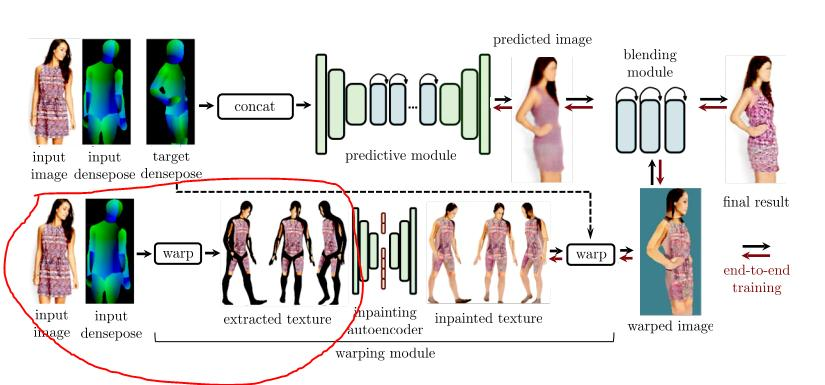 predicted image
blending
module
concat
...
input
image
input
densepose
target
densepose
predictive module
final result
warp
warp
end-to-end
training
input
image
input
densepose
extracted texture
inpainting
autoencoder
inpainted texture
warped image
warping module